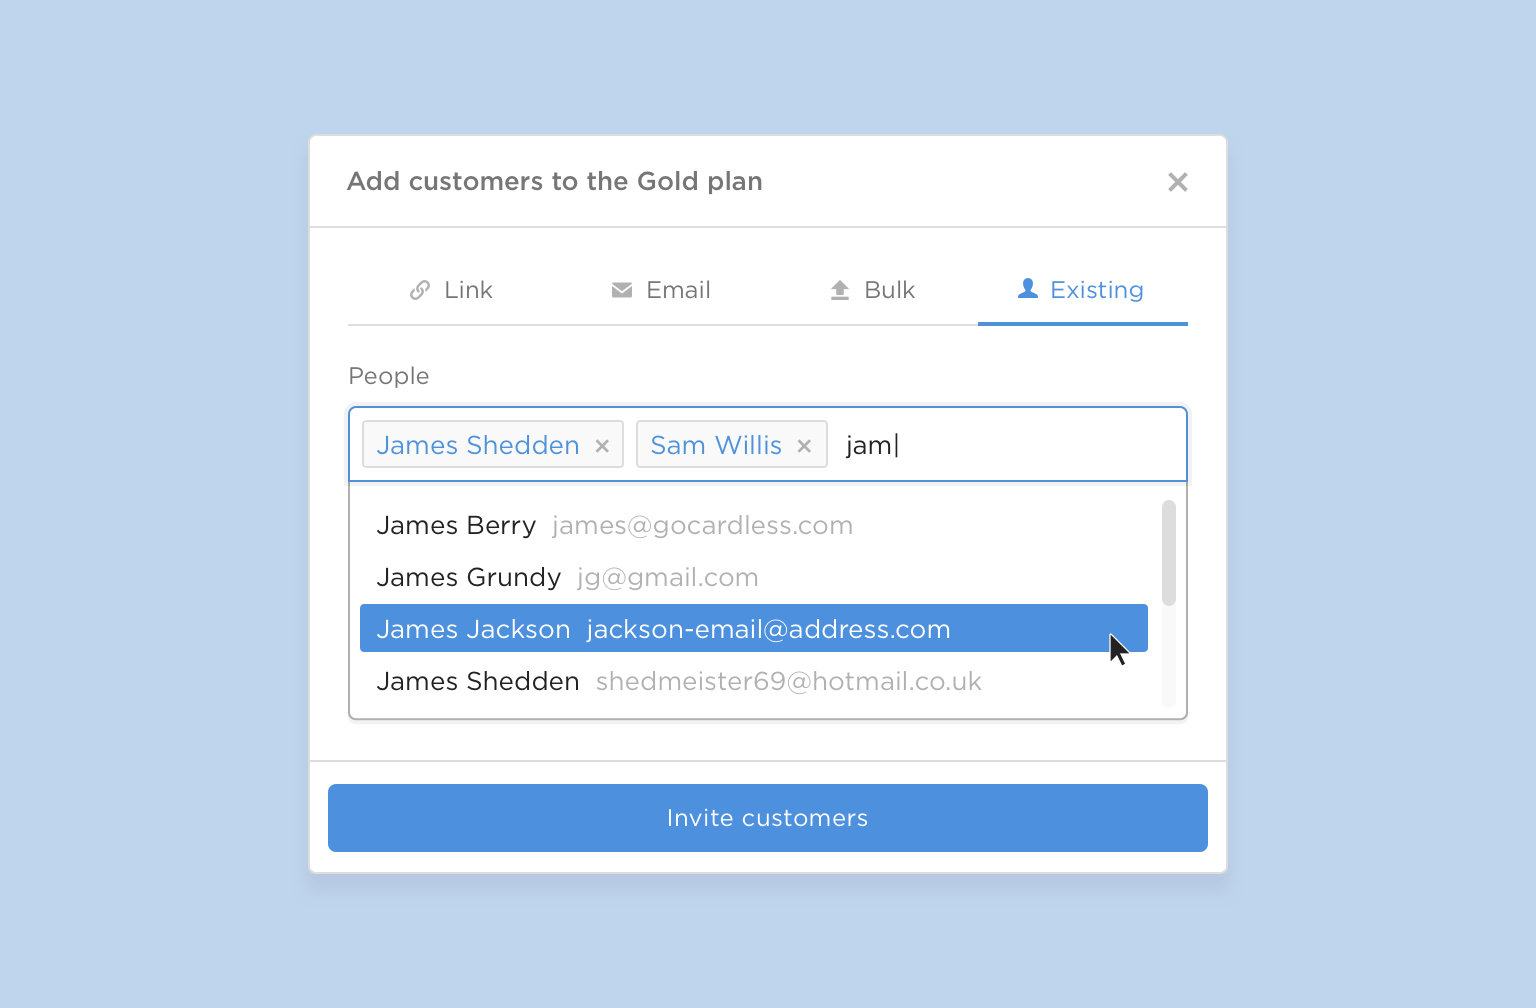 Add customers to the Gold plan
Link Email Bulk Existing
People
James Shedden Sam Willis jam
James Berry james@gocardless.com
James Grundy jg@gmail.com
James Jackson jackson-email@address.com
James Shedden shedmeister69@hotmail.co.uk
Invite customers